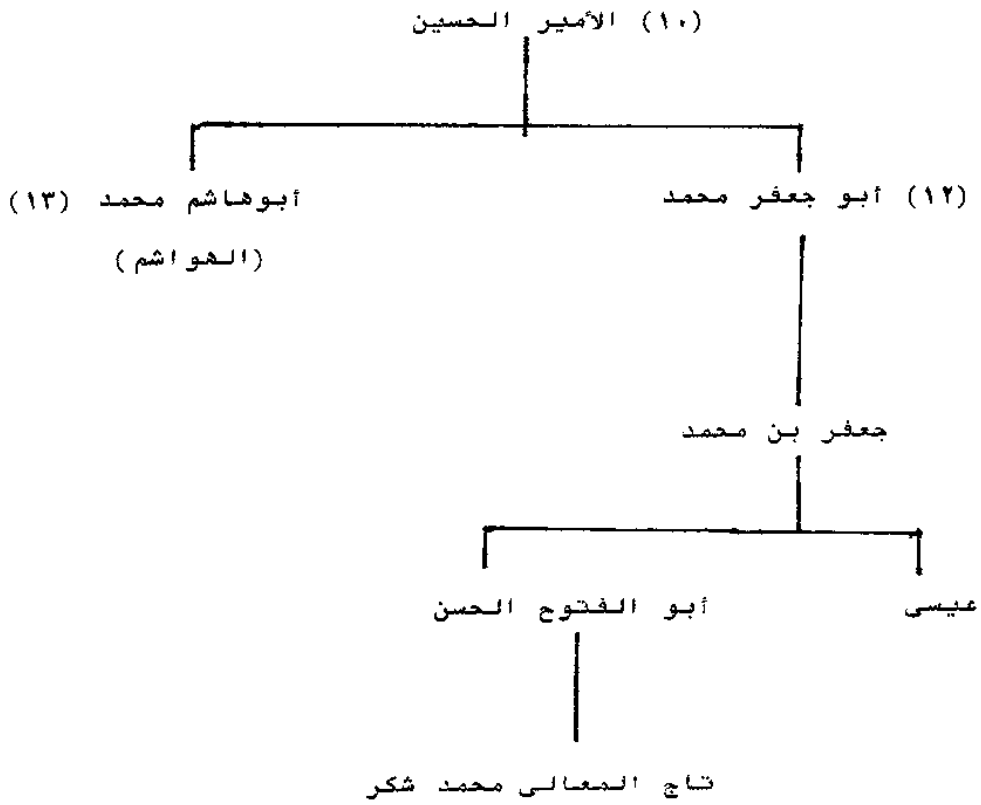 (١٠) الأمير الحسين
(١٢) أبو جعفر محمد
أبوهاشم محمد (١٣)
(الهواشم)
جعفر بن محمد
عيسى
أبو الفتوح الحسن
تاج المعالى محمد شكر